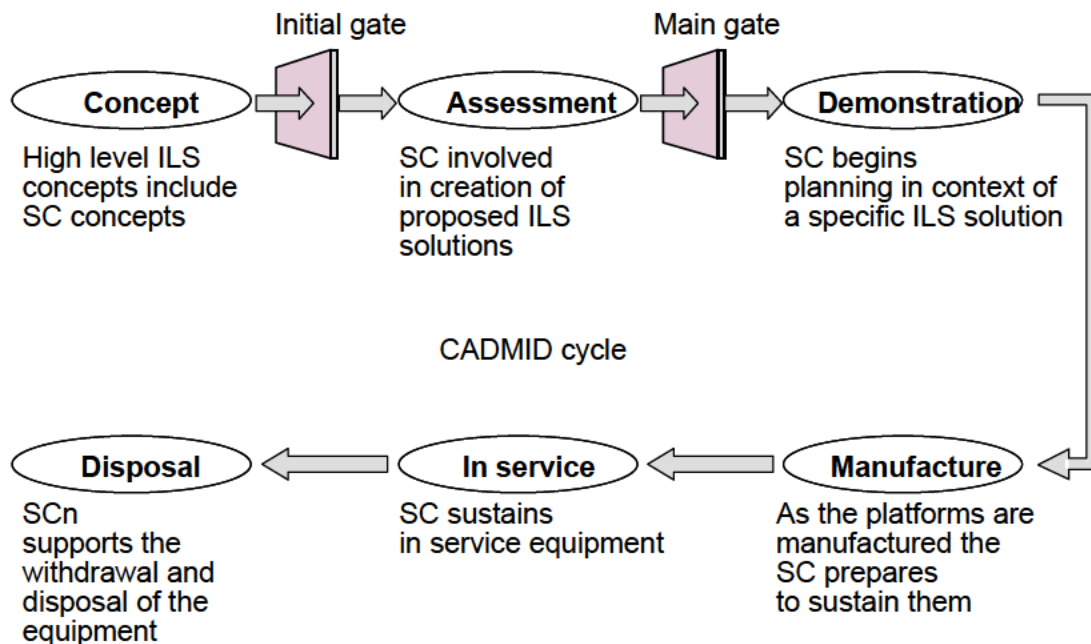 Initial gate
Main gate
Concept
Assessment
Demonstration
High level ILS
concepts include
SC concepts
SC involved
in creation of
proposed ILS
solutions
SC begins
planning in context of
a specific ILS solution
CADMID cycle
Disposal
In service
Manufacture
SCn
supports the
withdrawal and
disposal of the
equipment
SC sustains
in service equipment
As the platforms are
manufactured the
SC prepares
to sustain them